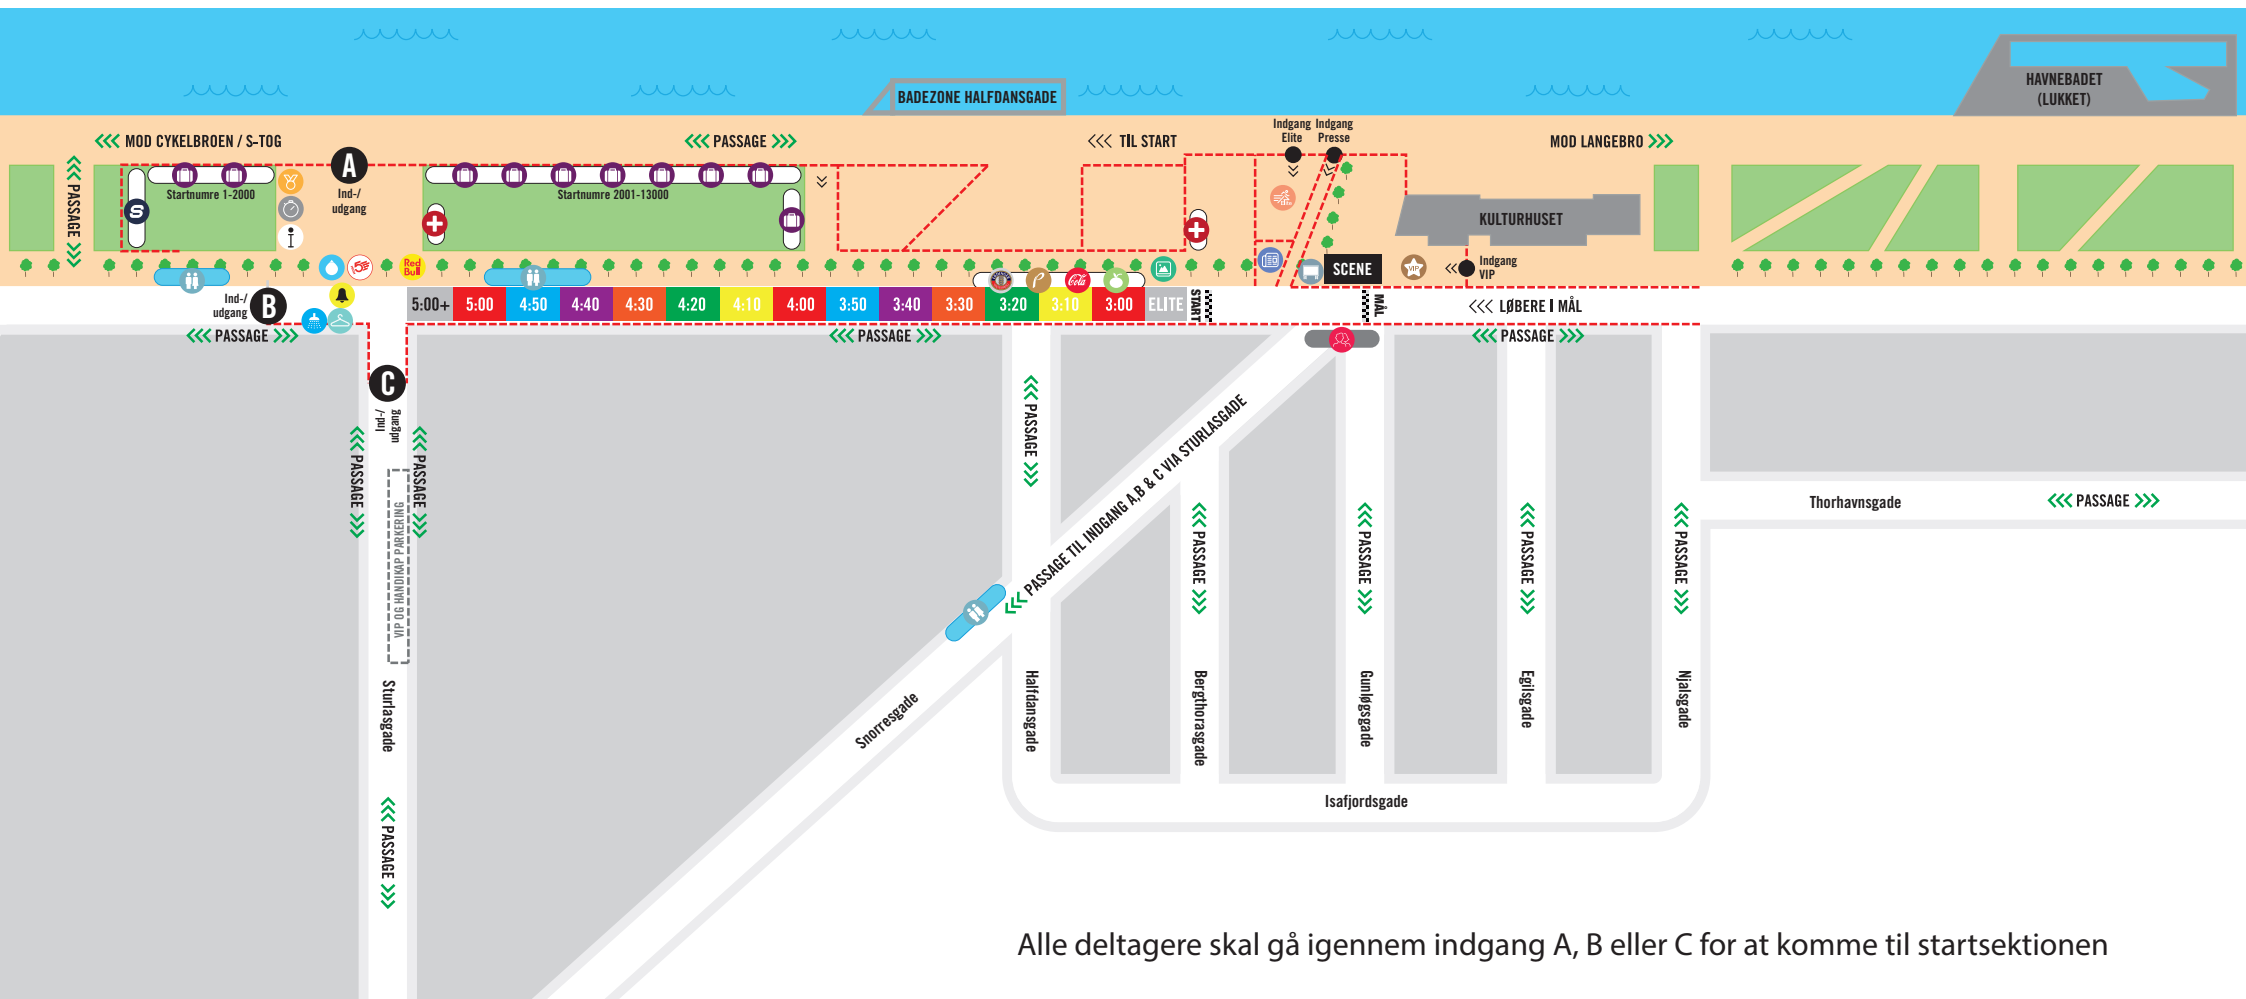 HAVNEBADET
(LUKKET)
BADEZONE HALFDANSGADE
<<< MOD CYKELBROEN / S-TOG
<<< PASSAGE >>>
<<< TIL START
Indgang
Elite
Indgang
Presse
MOD LANGEBRO >>>
<<< PASSAGE >>>
A
Ind-/
udgang
Startnumre 1-2000
Startnumre 2001-13000
S
KULTURHUSET
5
Red
Bull
Cola
SCENE
VIP
<< Indgang
VIP
Ind-/
udgang
B
5:00+
5:00
4:50
4:40
4:30
4:20
4:10
4:00
3:50
3:40
3:30
3:20
3:10
3:00
ELITE
START
MÅL
<<< LØBERE I MÅL
<<< PASSAGE >>>
<<< PASSAGE >>>
<<< PASSAGE >>>
C
Ind-/
udgang
<<< PASSAGE >>>
<<< PASSAGE >>>
VIP OG HANDIKAP PARKERING
Sturlasgade
<<< PASSAGE >>>
<<< PASSAGE >>>
<<< PASSAGE TIL INDGANG A,B & C VIA STURLASGADE
Snorresgade
Halfdansgade
<<< PASSAGE >>>
Bergthorasgade
<<< PASSAGE >>>
Gunløgsgade
<<< PASSAGE >>>
Egilsgade
<<< PASSAGE >>>
Njalsgade
Thorhavnsgade
<<< PASSAGE >>>
Isafjordsgade
Alle deltagere skal gå igennem indgang A, B eller C for at komme til startsektionen